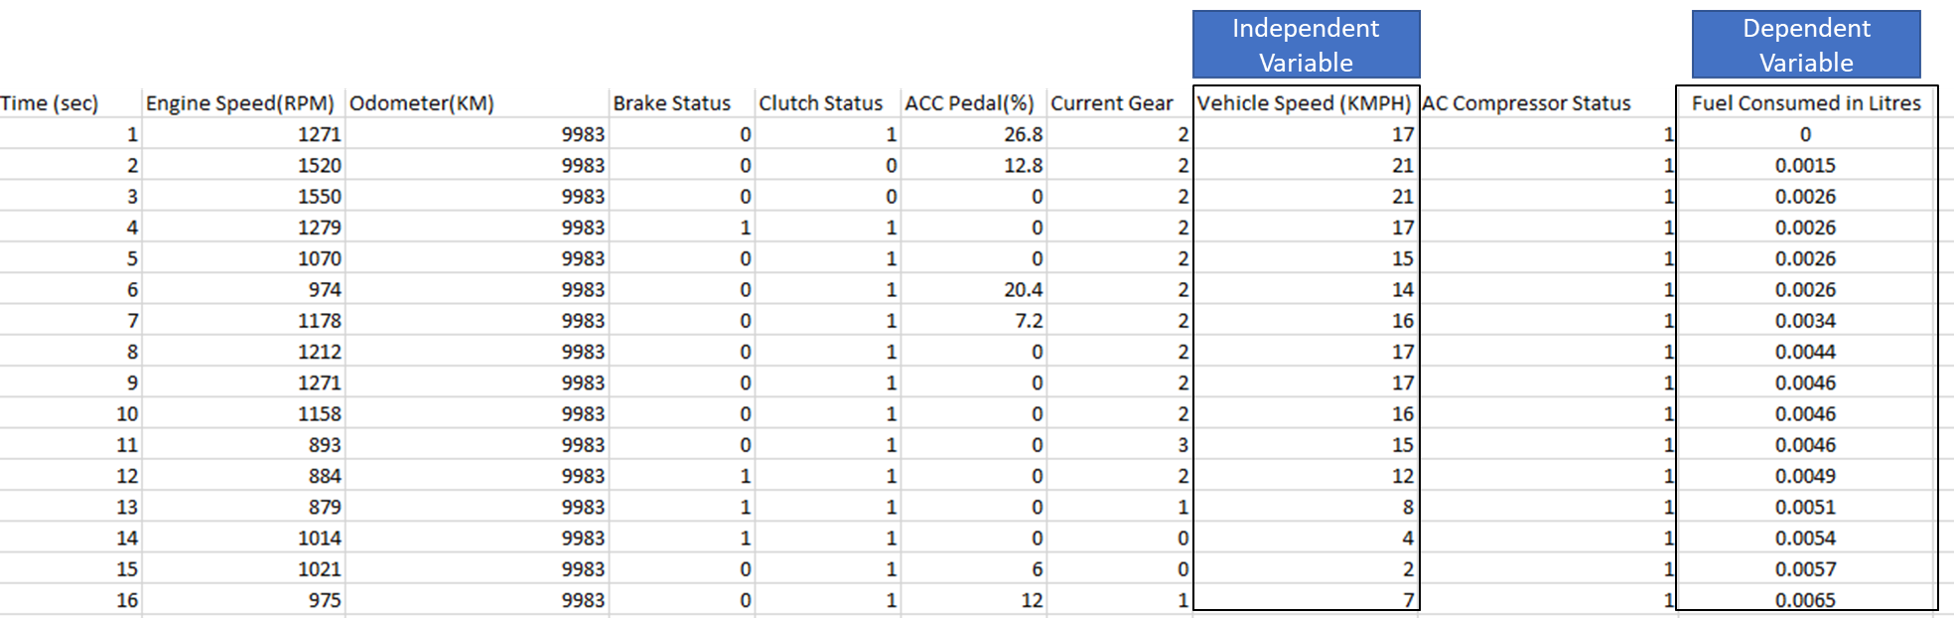 Independent Variable
Dependent Variable
Time (sec) Engine Speed(RPM) Odometer(KM) Brake Status Clutch Status ACC Pedal(%) Current Gear Vehicle Speed (KMPH) AC Compressor Status Fuel Consumed in Litres
1 1271 9983 0 1 26.8 2 17 1 0
2 1520 9983 0 0 12.8 2 21 1 0.0015
3 1550 9983 0 0 0 2 21 1 0.0026
4 1279 9983 1 1 0 2 17 1 0.0026
5 1070 9983 0 1 0 2 15 1 0.0026
6 974 9983 0 1 20.4 2 14 1 0.0026
7 1178 9983 0 1 7.2 2 16 1 0.0034
8 1212 9983 0 1 0 2 17 1 0.0044
9 1271 9983 0 1 0 2 17 1 0.0046
10 1158 9983 0 1 0 2 16 1 0.0046
11 893 9983 0 1 0 3 15 1 0.0046
12 884 9983 1 1 0 2 12 1 0.0049
13 879 9983 1 1 0 1 8 1 0.0051
14 1014 9983 1 1 0 0 4 1 0.0054
15 1021 9983 0 1 6 0 2 1 0.0057
16 975 9983 0 1 12 1 7 1 0.0065